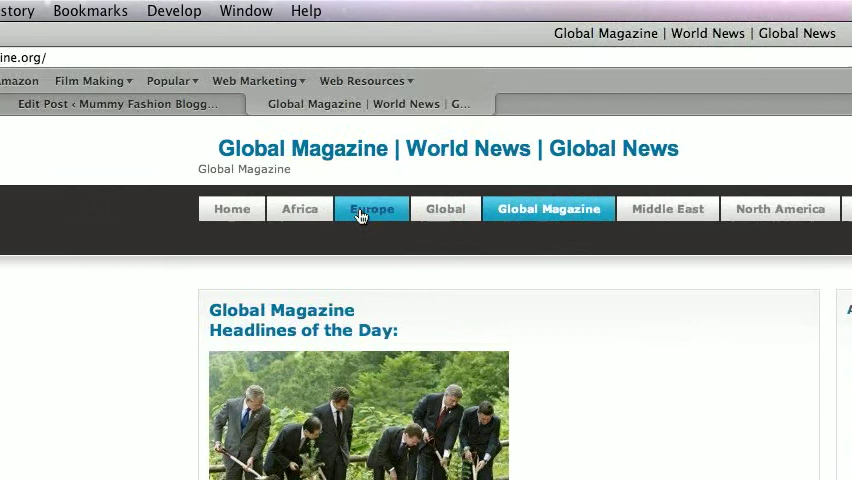 story Bookmarks Develop Window Help
Global Magazine | World News | Global News
ine.org/
mazon Film Making Popular Web Marketing Web Resources
Edit Post ‹ Mummy Fashion Blogg... Global Magazine | World News | G...
Global Magazine | World News | Global News
Global Magazine
Home Africa Europe Global Global Magazine Middle East North America
Global Magazine
Headlines of the Day: